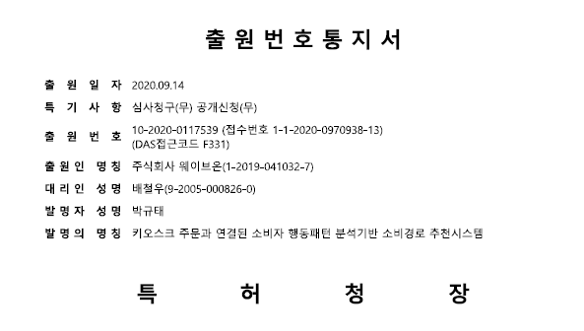 출원번호통지서
출 원 일 자 2020.09.14
특 기 사 항 심사청구(무) 공개신청(무)
출 원 번 호 10-2020-0117539 (접수번호 1-1-2020-0970938-13)
(DAS접근코드 F331)
출원인 명칭 주식회사 웨이브온(1-2019-041032-7)
대리인 성명 배철우(9-2005-000826-0)
발명자 성명 박규태
발명의 명칭 키오스크 주문과 연결된 소비자 행동패턴 분석기반 소비경로 추천시스템
특 허 청 장